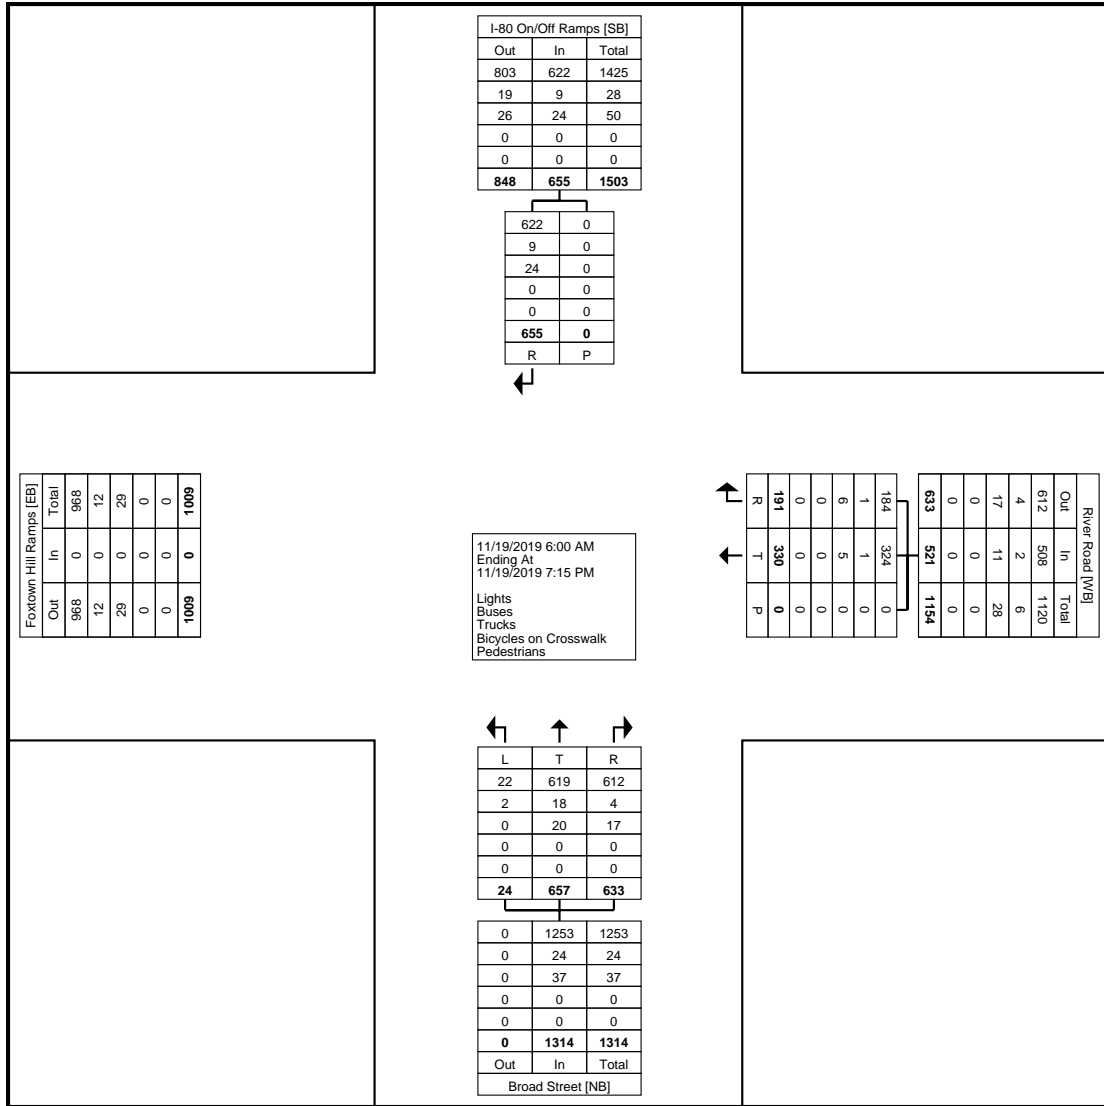 I-80 On/Off Ramps [SB]
Out In Total
803 622 1425
19 9 28
26 24 50
0 0 0
0 0 0
848 655 1503
622 0
9 0
24 0
0 0
0 0
655 0
R P
Foxtown Hill Ramps [EB]
Out In Total
968 0 968
12 0 12
29 0 29
0 0 0
0 0 0
1009 0 1009
11/19/2019 6:00 AM
Ending At
11/19/2019 7:15 PM
Lights
Buses
Trucks
Bicycles on Crosswalk
Pedestrians
River Road [WB]
Out In Total
612 508 1120
4 2 6
17 11 28
0 0 0
0 0 0
633 521 1154
184 324 0
1 1 0
6 5 0
0 0 0
0 0 0
191 330 0
R T P
L T R
22 619 612
2 18 4
0 20 17
0 0 0
0 0 0
24 657 633
0 1253 1253
0 24 24
0 37 37
0 0 0
0 0 0
0 1314 1314
Out In Total
Broad Street [NB]